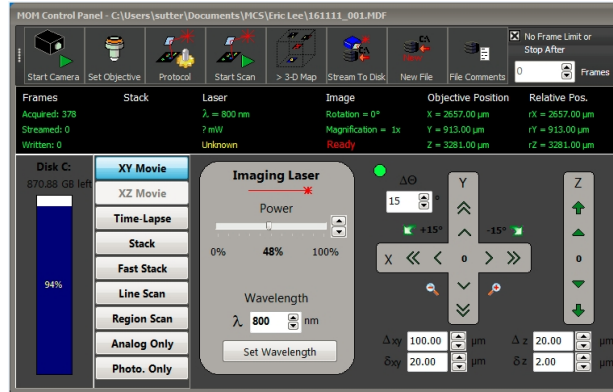 MOM Control Panel - C:\Users\sutter\Documents\MCS\Eric Lee\161111_001.MDF
Start Camera Set Objective Protocol Start Scan > 3-D Map Stream To Disk New File File Comments
No Frame Limit or
Stop After
0 Frames
Frames Stack Laser Image Objective Position Relative Pos.
Acquired: 378 λ = 800 nm Rotation = 0° X = 2657.00 µm rX = 2657.00 µm
Streamed: 0 ? mW Magnification = 1x Y = 913.00 µm rY = 913.00 µm
Written: 0 Unknown Ready Z = 3281.00 µm rZ = 3281.00 µm
Disk C:
870.88 GB left
94%
XY Movie
XZ Movie
Time-Lapse
Stack
Fast Stack
Line Scan
Region Scan
Analog Only
Photo. Only
Imaging Laser
Power
0% 48% 100%
Wavelength
λ 800 nm
Set Wavelength
ΔΘ
15 °
+15° -15°
Y
X 0
Z
0
Δxy 100.00 µm Δz 20.00 µm
δxy 20.00 µm δz 2.00 µm